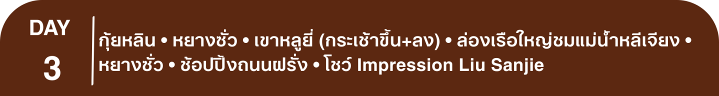 DAY
3
กุ้ยหลิน • หยางซั่ว • เขาหลูยี่ (กระเช้าขึ้น+ลง) • ล่องเรือใหญ่ชมแม่น้ำหลีเจียง •
หยางซั่ว • ช้อปปิ้งถนนฝรั่ง • โชว์ Impression Liu Sanjie